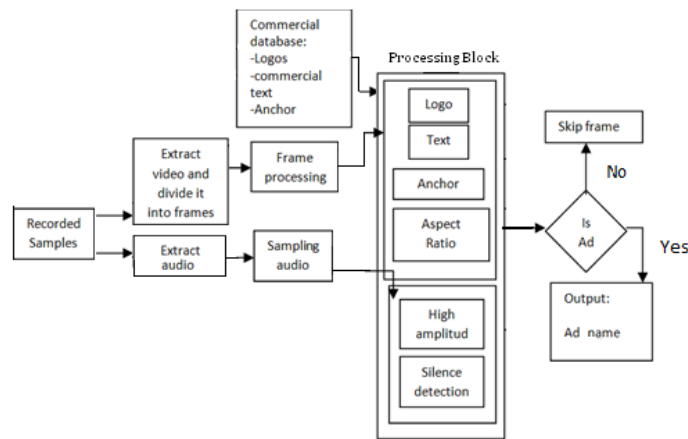 Commercial
database:
-Logos
-commercial
text
-Anchor
Processing Block
Logo
Text
Anchor
Aspect
Ratio
High
amplitud
Silence
detection
Recorded
Samples
Extract
video and
divide it
into frames
Frame
processing
Extract
audio
Sampling
audio
Skip frame
No
Is
Ad
Yes
Output:
Ad name